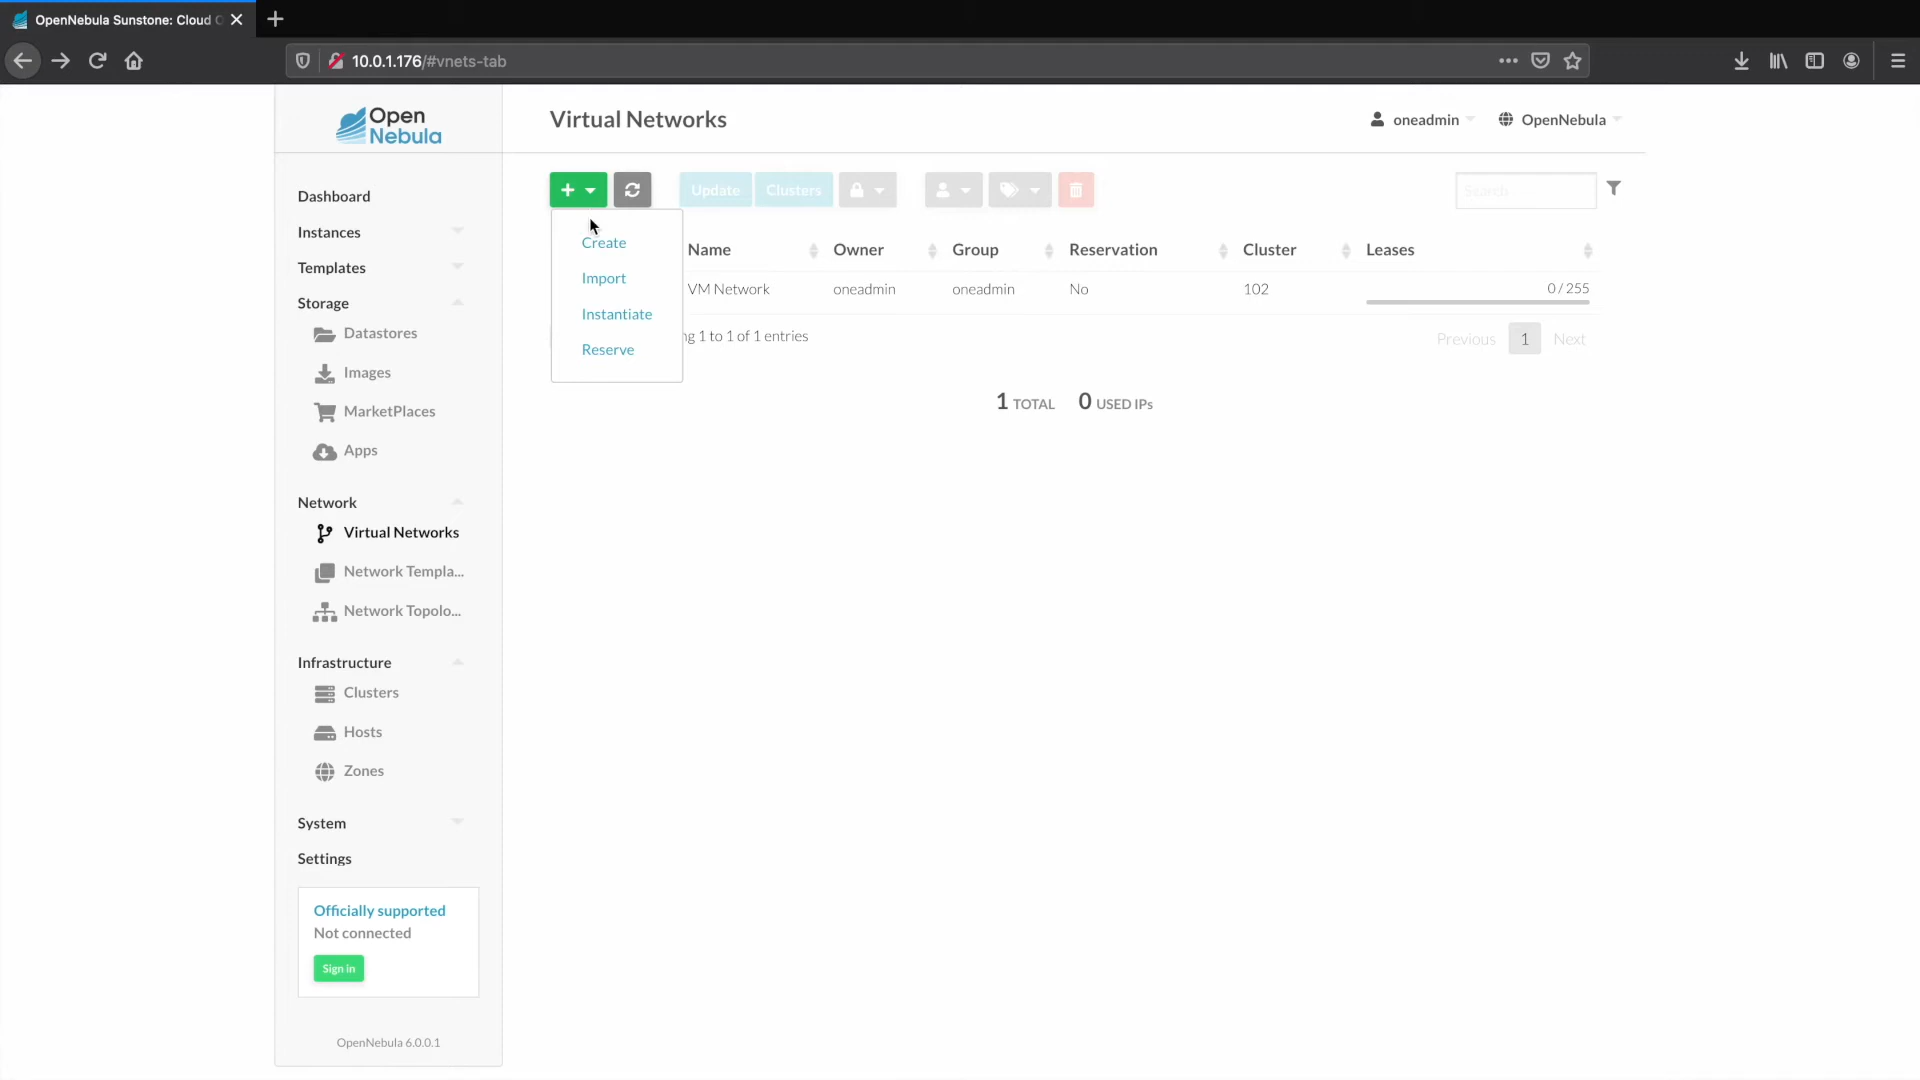 OpenNebula Sunstone: Cloud O
10.0.1.176/#vnets-tab
Open
Nebula
Virtual Networks
oneadmin
OpenNebula
Dashboard
Instances
Templates
Storage
Datastores
Images
MarketPlaces
Apps
Network
Virtual Networks
Network Templa...
Network Topolo...
Infrastructure
Clusters
Hosts
Zones
System
Settings
Officially supported
Not connected
Sign in
OpenNebula 6.0.0.1
Update
Clusters
Search
Create
Import
Instantiate
Reserve
Name Owner Group Reservation Cluster Leases
VM Network oneadmin oneadmin No 102 0 / 255
ng 1 to 1 of 1 entries
Previous 1 Next
1 TOTAL 0 USED IPs